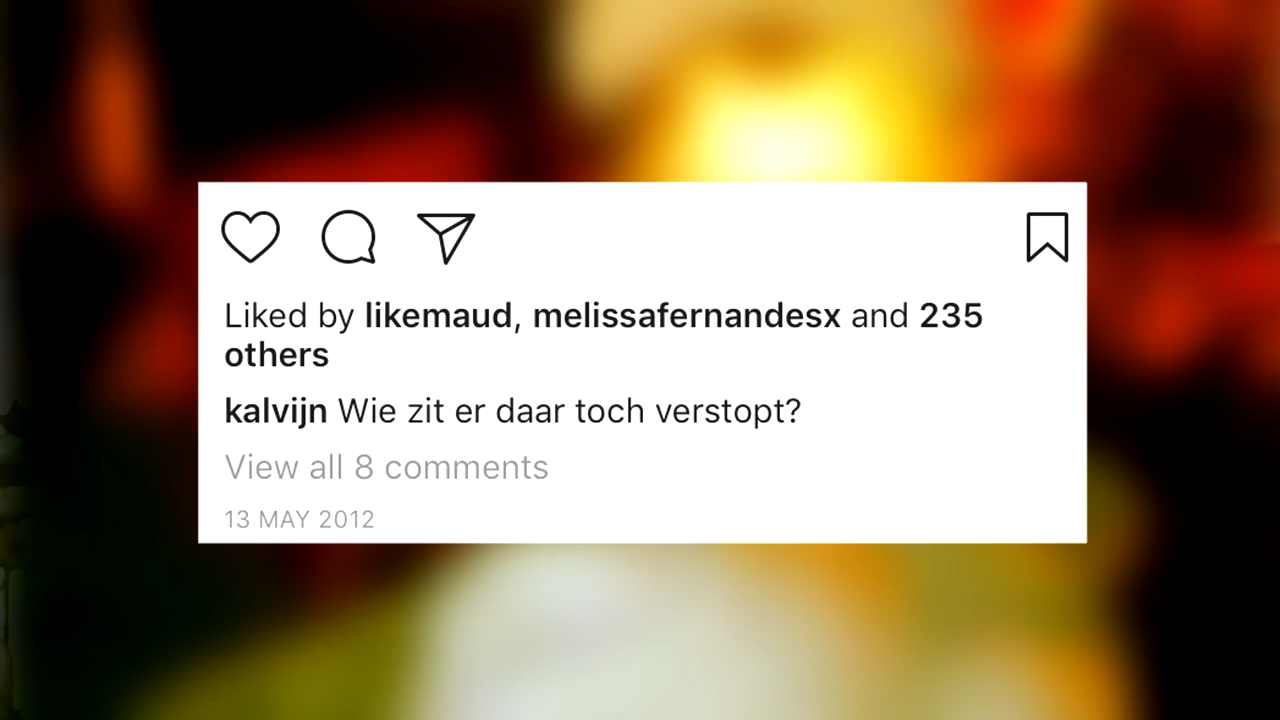 Liked by likemaud, melissafernandesx and 235
others
kalvijn Wie zit er daar toch verstopt?
View all 8 comments
13 MAY 2012